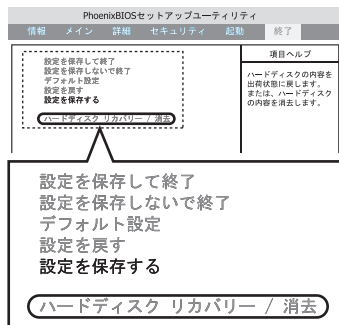 PhoenixBIOSセットアップユーティリティ
情報 メイン 詳細 セキュリティ 起動 終了
設定を保存して終了
設定を保存しないで終了
デフォルト設定
設定を戻す
設定を保存する
ハードディスク リカバリー / 消去
項目ヘルプ
ハードディスクの内容を
出荷状態に戻します。
または、ハードディスク
の内容を消去します。
設定を保存して終了
設定を保存しないで終了
デフォルト設定
設定を戻す
設定を保存する
ハードディスク リカバリー / 消去